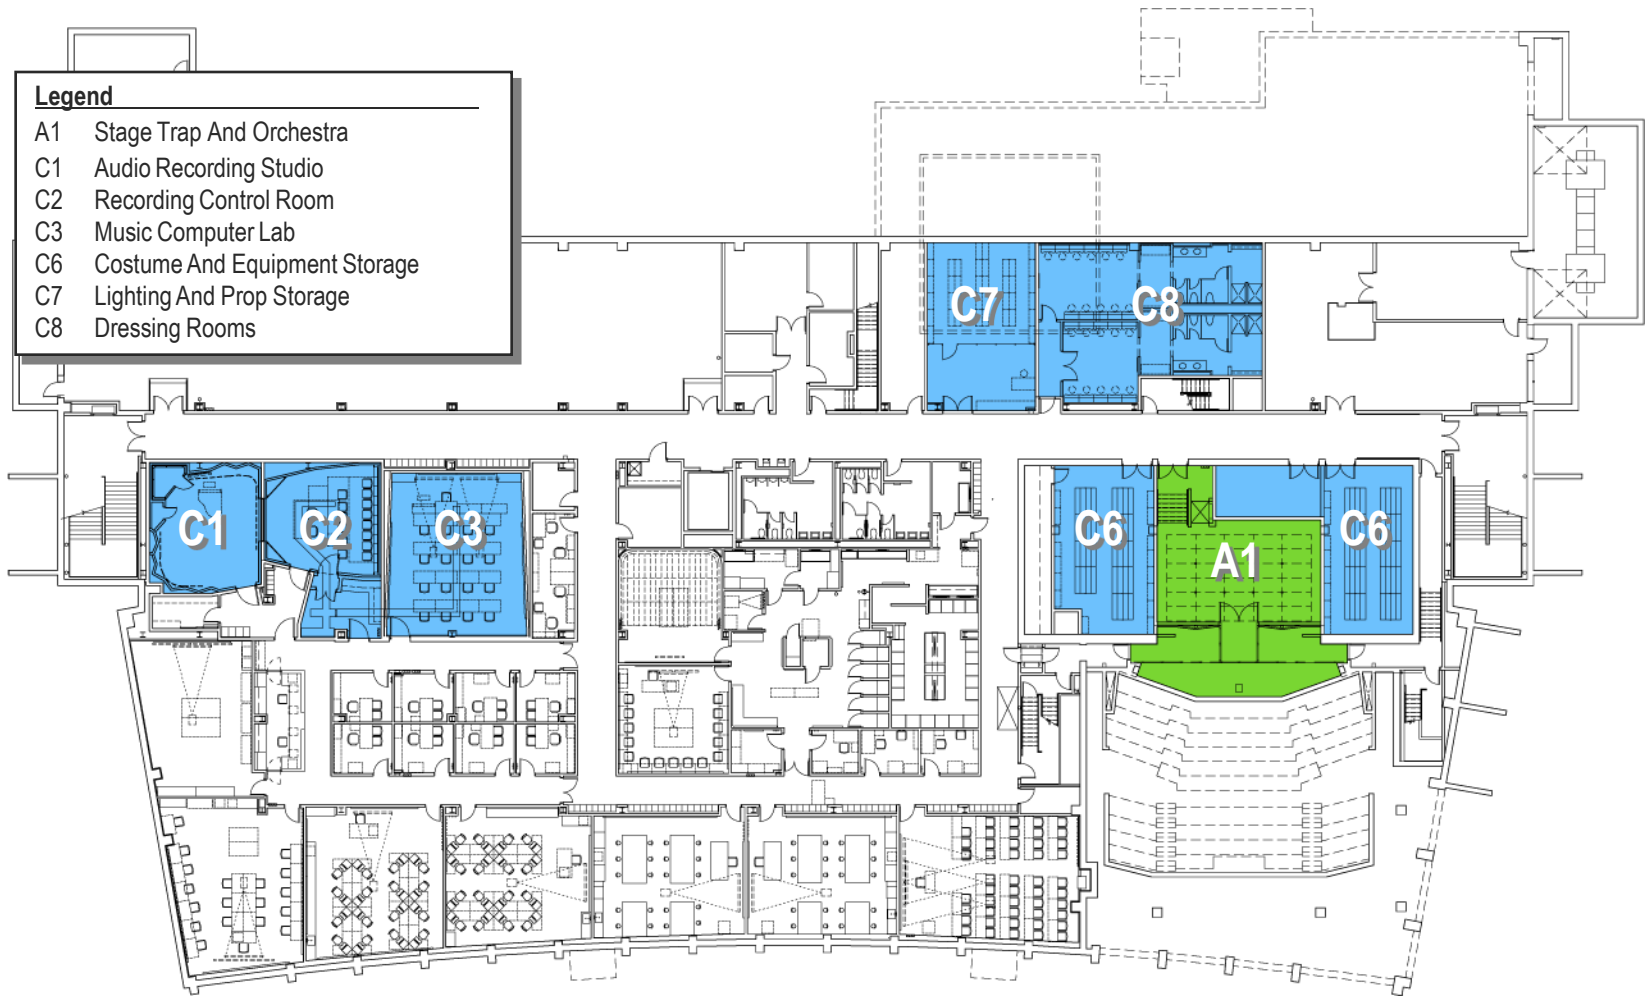 Legend
A1 Stage Trap And Orchestra
C1 Audio Recording Studio
C2 Recording Control Room
C3 Music Computer Lab
C6 Costume And Equipment Storage
C7 Lighting And Prop Storage
C8 Dressing Rooms
C7
C8
C1
C2
C3
C6
A1
C6